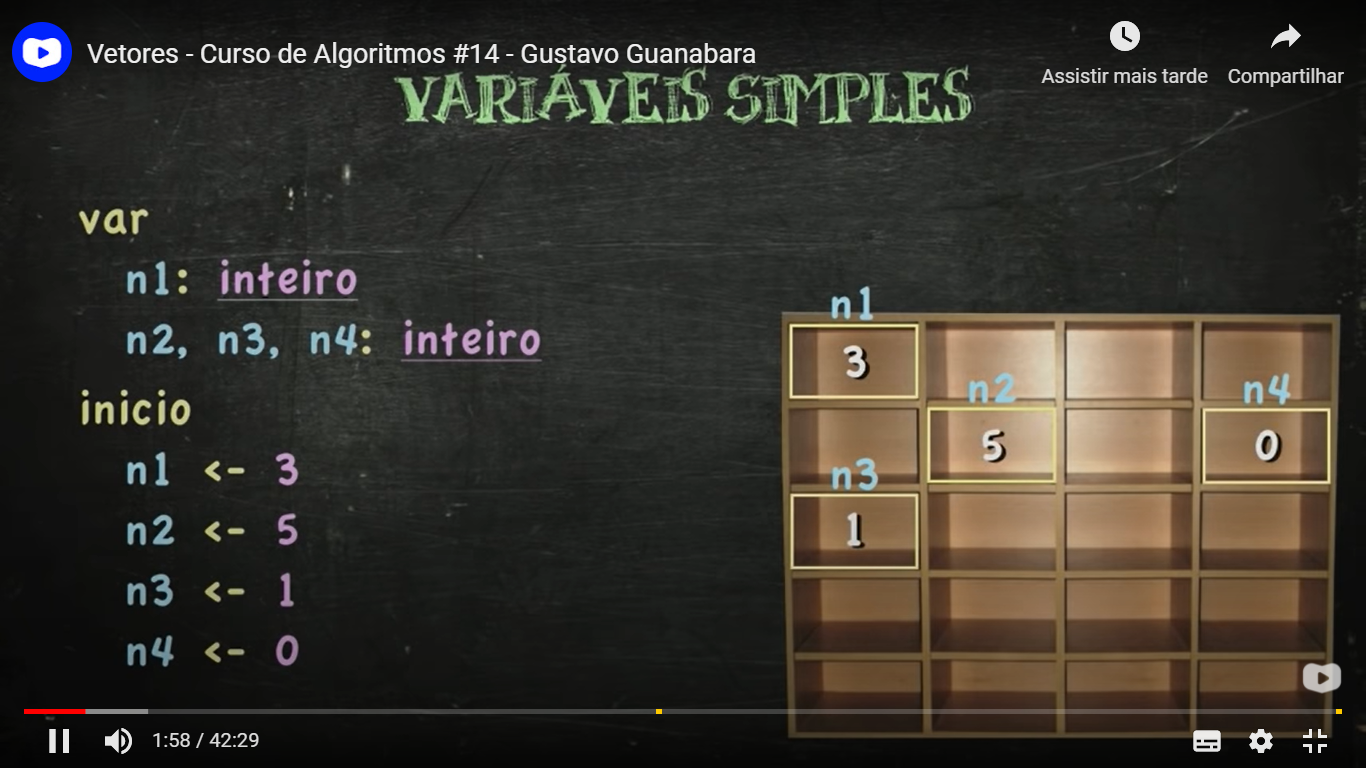 Vetores - Curso de Algoritmos #14 - Gustavo Guanabara
Assistir mais tarde
Compartilhar
VARIÁVEIS SIMPLES
var
n1: inteiro
n2, n3, n4: inteiro
inicio
n1 <- 3
n2 <- 5
n3 <- 1
n4 <- 0
n1
3
n2
n4
5
0
n3
1
1:58 / 42:29